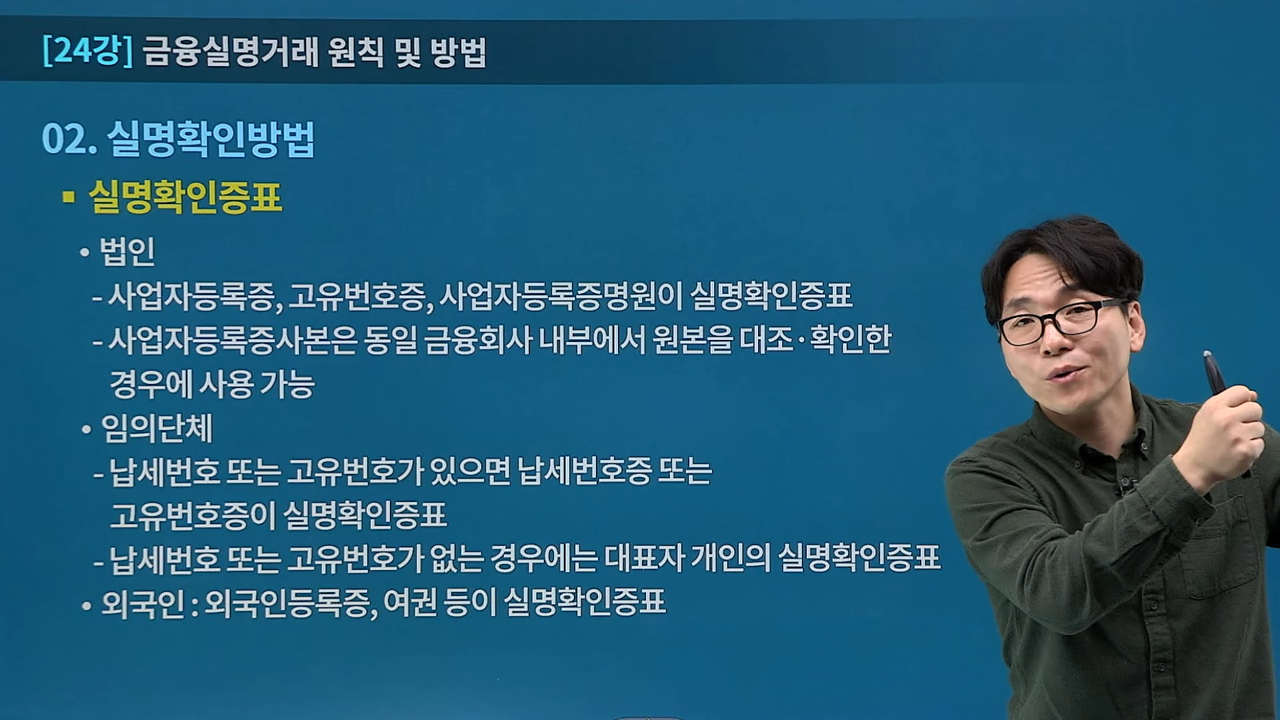 [24강] 금융실명거래 원칙 및 방법
02. 실명확인방법
▪ 실명확인증표
• 법인
- 사업자등록증, 고유번호증, 사업자등록증명원이 실명확인증표
- 사업자등록증사본은 동일 금융회사 내부에서 원본을 대조·확인한
경우에 사용 가능
• 임의단체
- 납세번호 또는 고유번호가 있으면 납세번호증 또는
고유번호증이 실명확인증표
- 납세번호 또는 고유번호가 없는 경우에는 대표자 개인의 실명확인증표
• 외국인 : 외국인등록증, 여권 등이 실명확인증표